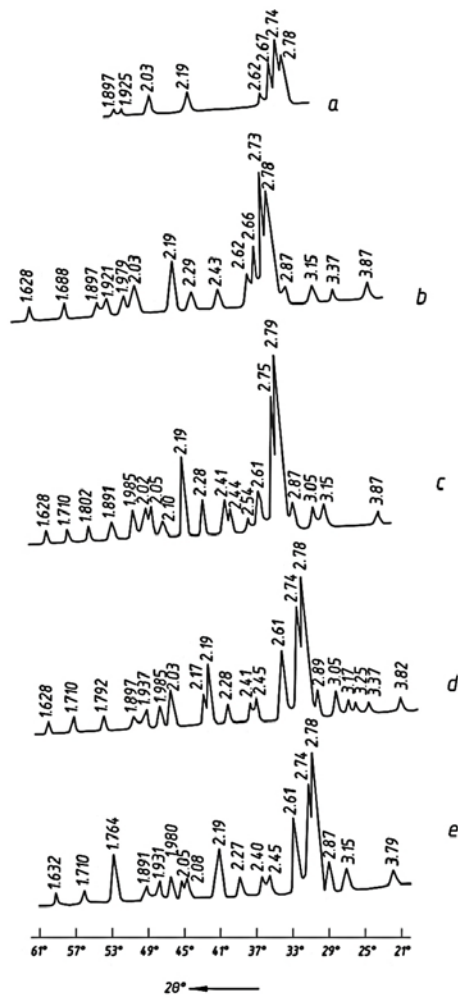 1.897 1.925 2.03 2.19 2.62 2.67 2.74 2.78
a
1.628 1.688 1.897 1.921 1.979 2.03 2.19 2.29 2.43 2.62 2.66 2.73 2.78 2.87 3.15 3.37 3.87
b
1.628 1.710 1.802 1.891 1.985 2.02 2.05 2.10 2.19 2.28 2.41 2.44 2.54 2.61 2.75 2.79 2.87 3.05 3.15 3.87
c
1.628 1.710 1.792 1.897 1.937 1.985 2.03 2.17 2.19 2.28 2.41 2.45 2.61 2.74 2.78 2.89 3.05 3.17 3.25 3.37 3.82
d
1.632 1.710 1.764 1.891 1.931 1.980 2.05 2.08 2.19 2.27 2.40 2.45 2.61 2.74 2.78 2.87 3.15 3.79
e
61° 57° 53° 49° 45° 41° 37° 33° 29° 25° 21°
2θ°